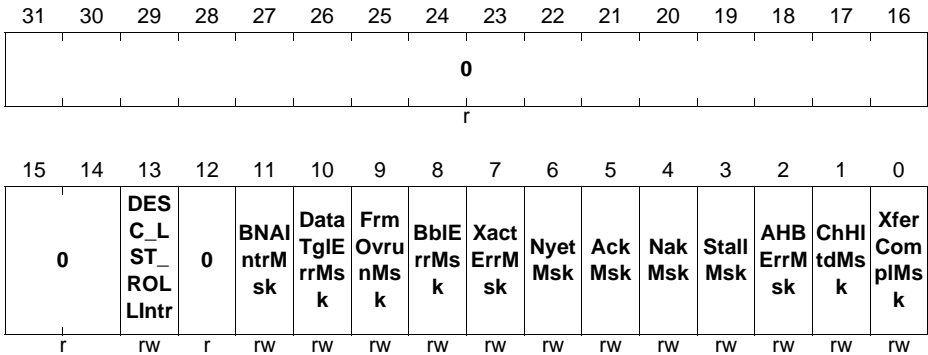 31 30 29 28 27 26 25 24 23 22 21 20 19 18 17 16
0
r
15 14 13 12 11 10 9 8 7 6 5 4 3 2 1 0
0
DES
C_L
ST_
ROL
LIntr
0
BNAI
ntrM
sk
Data
TglE
rrMs
k
Frm
Ovru
nMs
k
BblE
rrMs
k
Xact
ErrM
sk
Nyet
Msk
Ack
Msk
Nak
Msk
Stall
Msk
AHB
ErrM
sk
ChHl
tdMs
k
Xfer
Com
plMs
k
r rw r rw rw rw rw rw rw rw rw rw rw rw rw